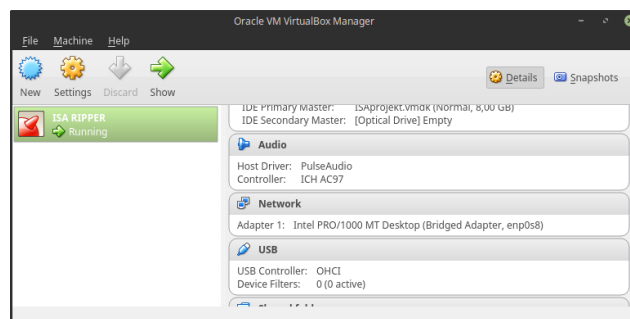 Oracle VM VirtualBox Manager
File Machine Help
New Settings Discard Show
Details Snapshots
ISA RIPPER
Running
IDE Primary Master: ISAprojekt.vmdk (Normal, 8,00 GB)
IDE Secondary Master: [Optical Drive] Empty
Audio
Host Driver: PulseAudio
Controller: ICH AC97
Network
Adapter 1: Intel PRO/1000 MT Desktop (Bridged Adapter, enp0s8)
USB
USB Controller: OHCI
Device Filters: 0 (0 active)